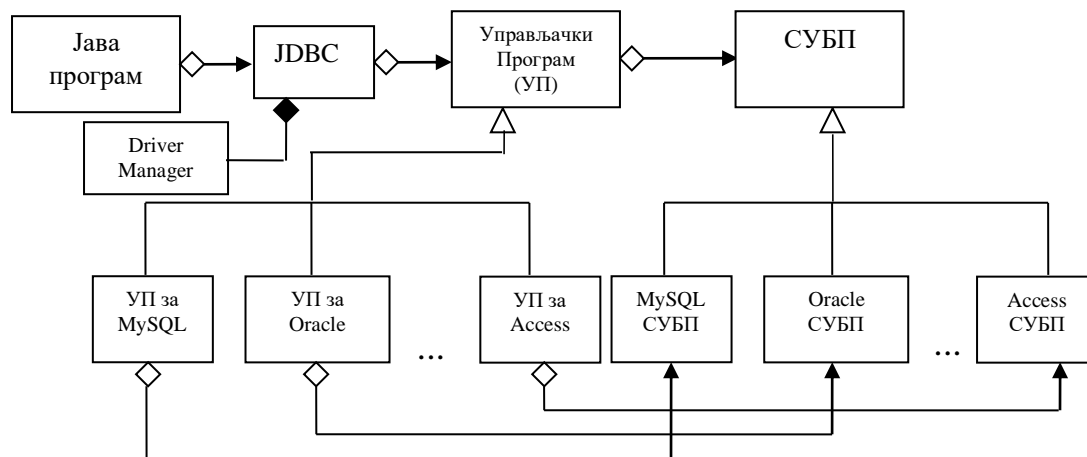 Јава
програм
JDBC
Управљачки
Програм
(УП)
СУБП
Driver
Manager
УП за
MySQL
УП за
Oracle
...
УП за
Access
MySQL
СУБП
Oracle
СУБП
...
Access
СУБП